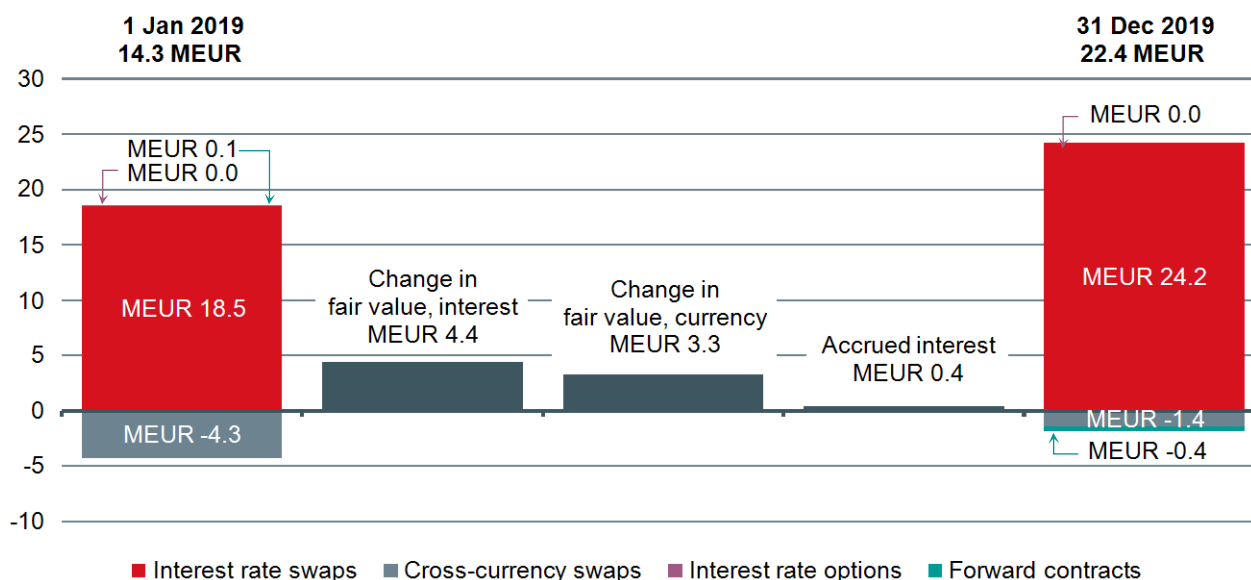 1 Jan 2019
14.3 MEUR
31 Dec 2019
22.4 MEUR
30
25
20
15
10
5
0
-5
-10
MEUR 0.1
MEUR 0.0
MEUR 18.5
MEUR -4.3
Change in
fair value, interest
MEUR 4.4
Change in
fair value, currency
MEUR 3.3
Accrued interest
MEUR 0.4
MEUR 0.0
MEUR 24.2
MEUR -1.4
MEUR -0.4
Interest rate swaps
Cross-currency swaps
Interest rate options
Forward contracts